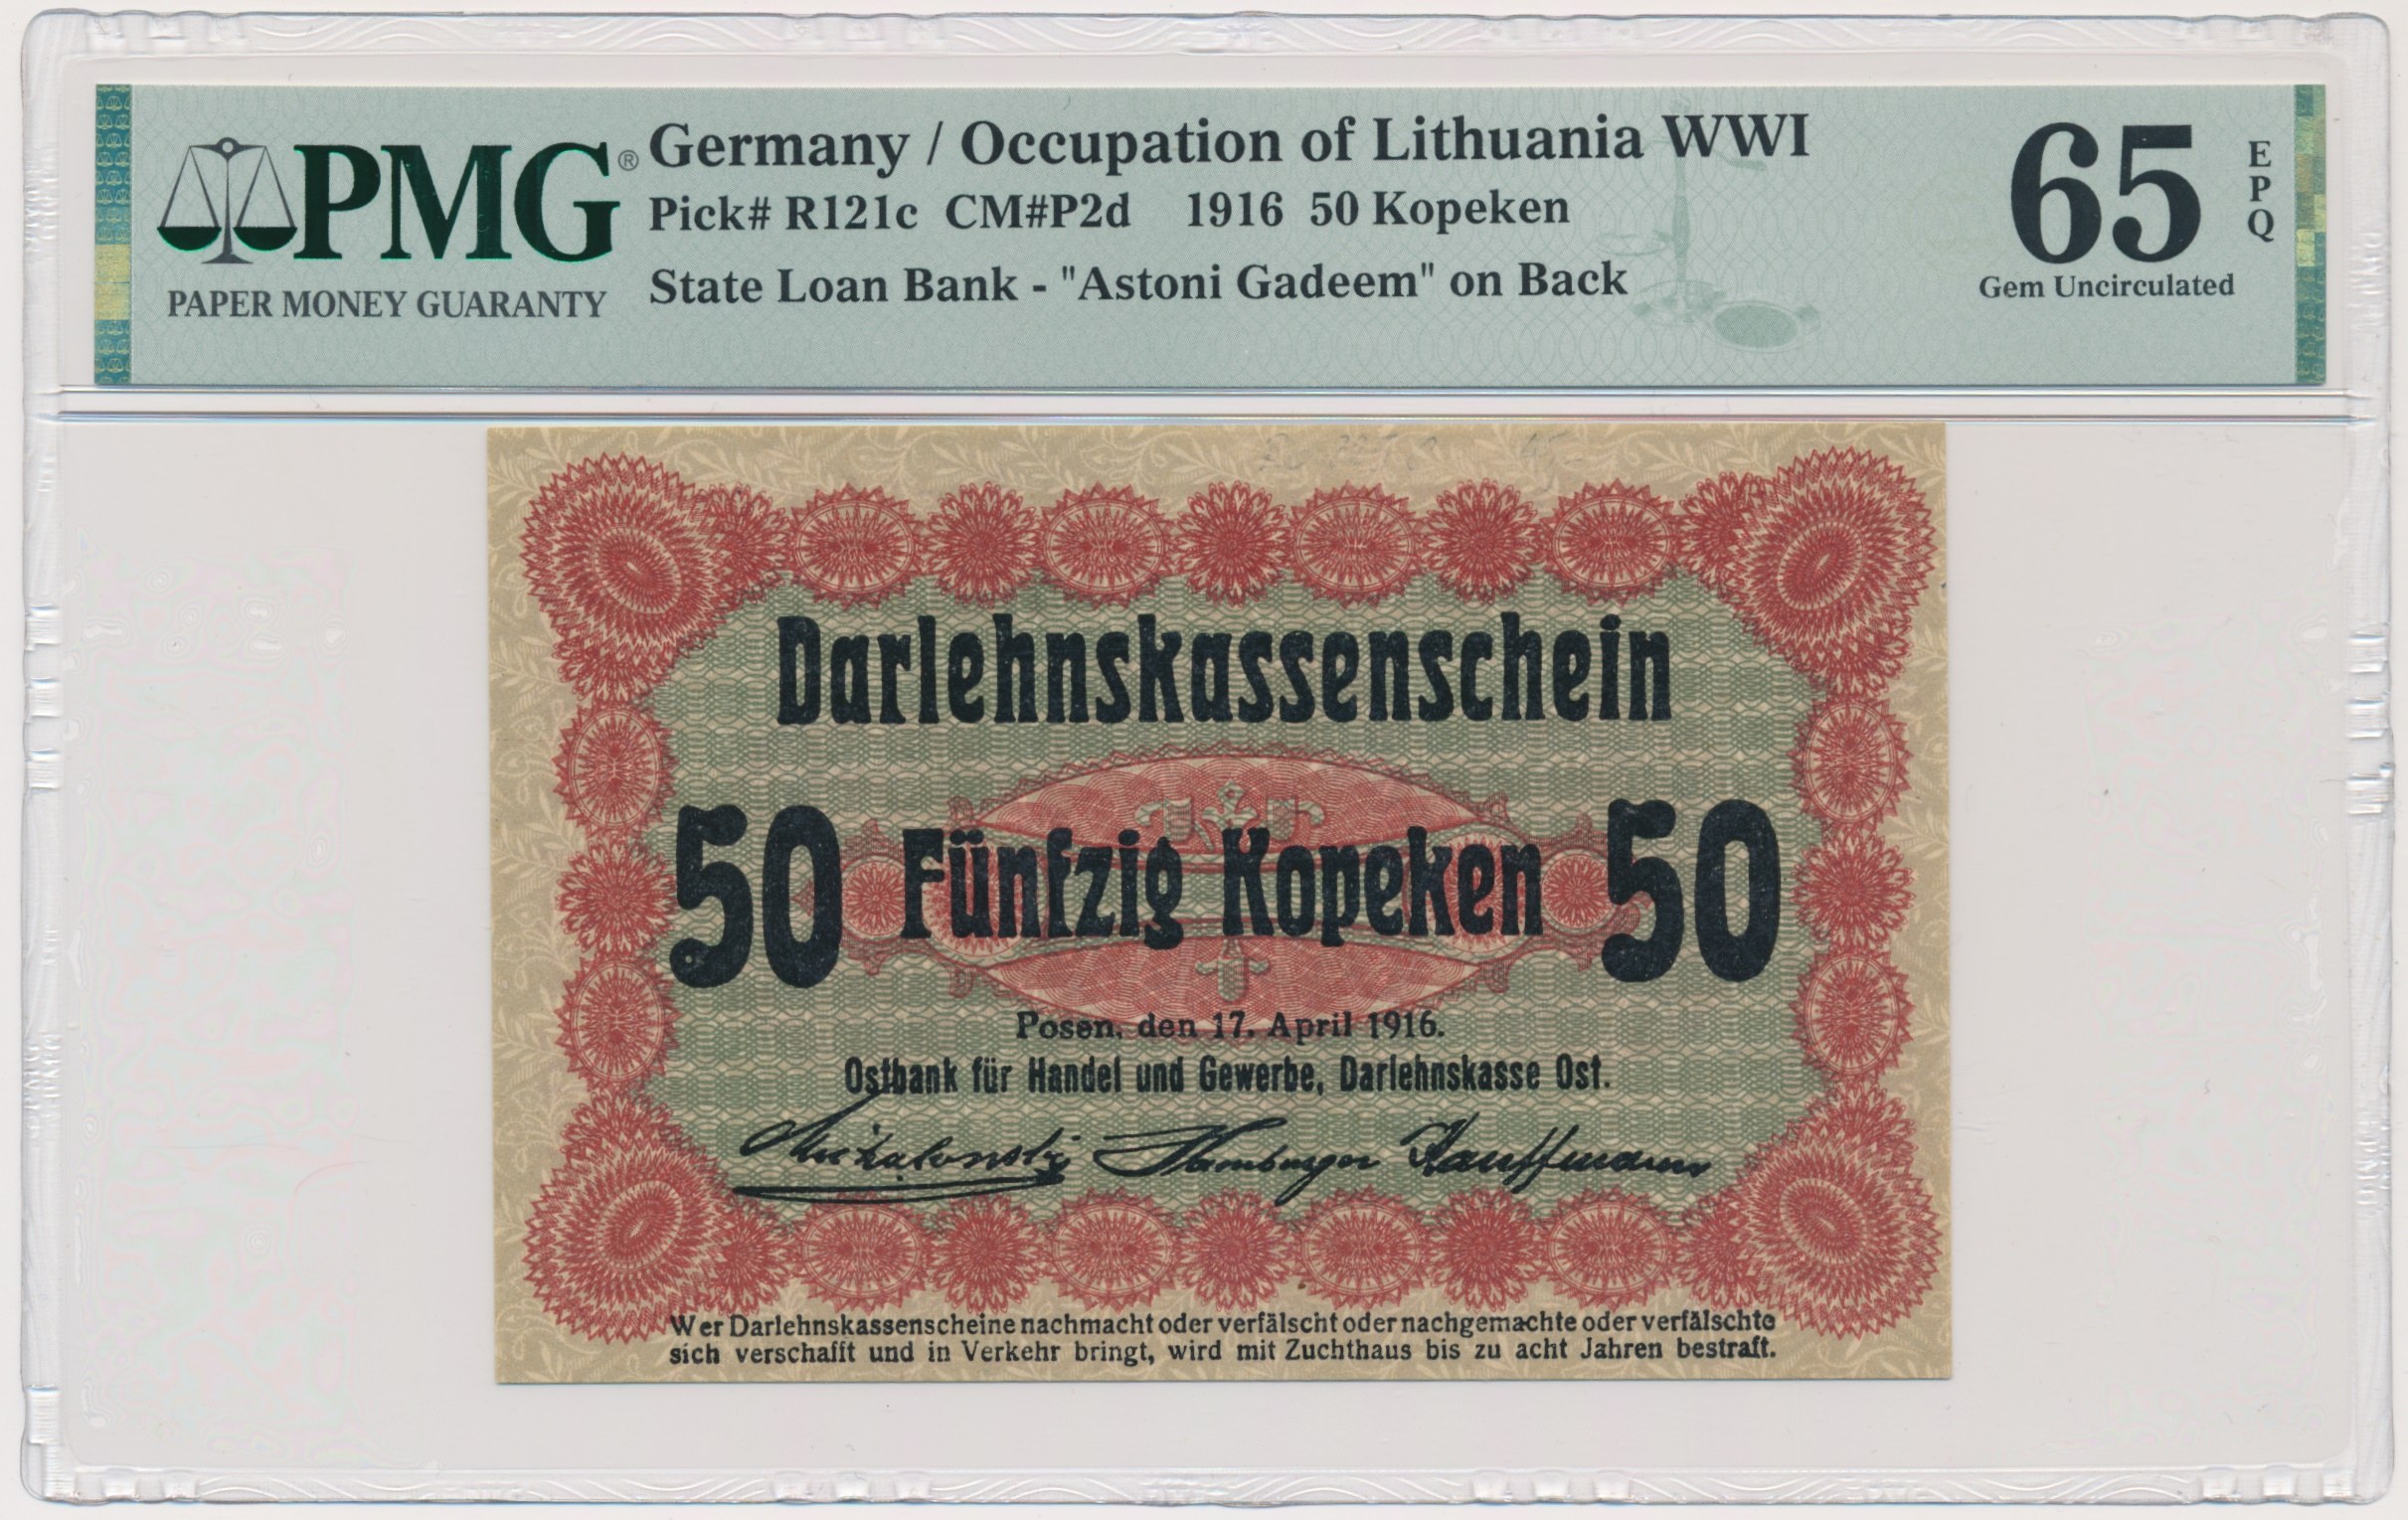 PMG®
PAPER MONEY GUARANTY
Germany / Occupation of Lithuania WWI
Pick# R121c CM#P2d 1916 50 Kopeken
State Loan Bank - "Astoni Gadeem" on Back
65 EPQ
Gem Uncirculated
Darlehnskassenschein
50 Fünfzig Kopeken 50
Posen, den 17. April 1916.
Ostbank für Handel und Gewerbe, Darlehnskasse Ost.
Kauffmann
Wer Darlehnskassenscheine nachmacht oder verfälscht oder nachgemachte oder verfälschte
sich verschafft und in Verkehr bringt, wird mit Zuchthaus bis zu acht Jahren bestraft.